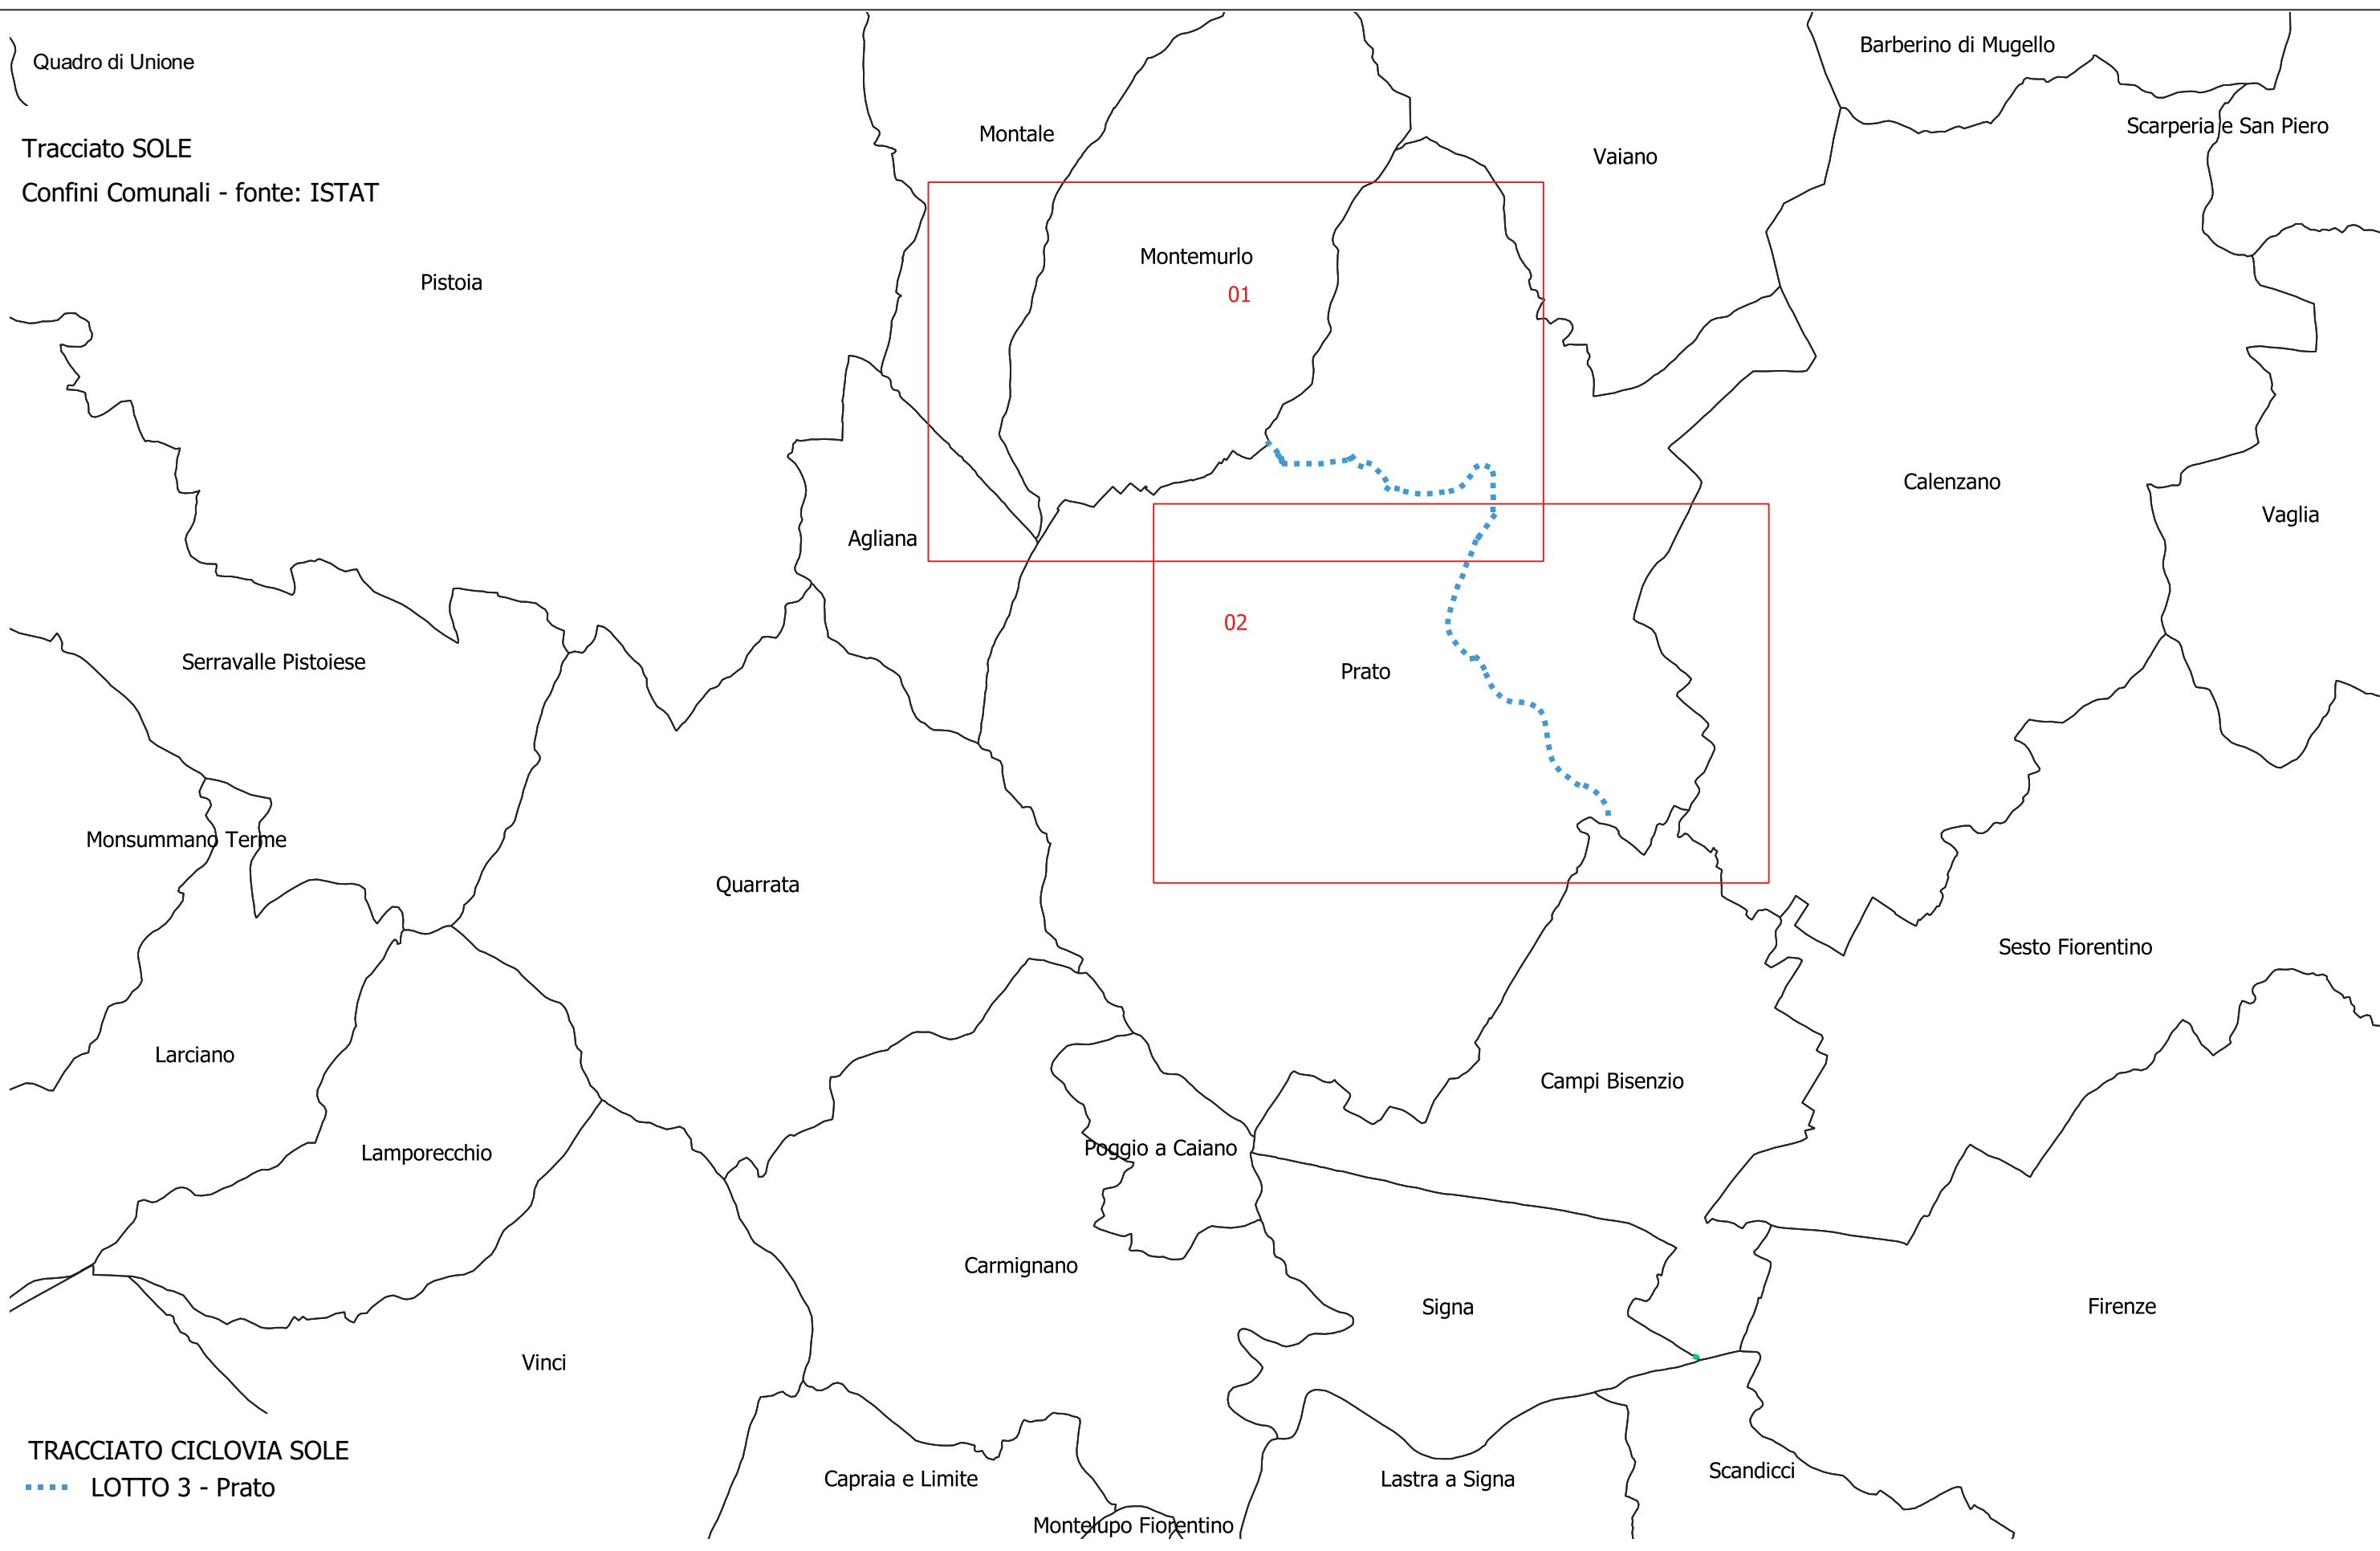 Quadro di Unione
Barberino di Mugello
Scarperia e San Piero
Montale
Tracciato SOLE
Vaiano
Confini Comunali - fonte: ISTAT
Montemurlo
Pistoia
01
Calenzano
Vaglia
Agliana
02
Serravalle Pistoiese
Prato
Monsummano Terme
Quarrata
Sesto Fiorentino
Larciano
Campi Bisenzio
Lamporecchio
Poggio a Caiano
Carmignano
Signa
Firenze
Vinci
TRACCIATO CICLOVIA SOLE
LOTTO 3 - Prato
Capraia e Limite
Lastra a Signa
Scandicci
Montelupo Fiorentino